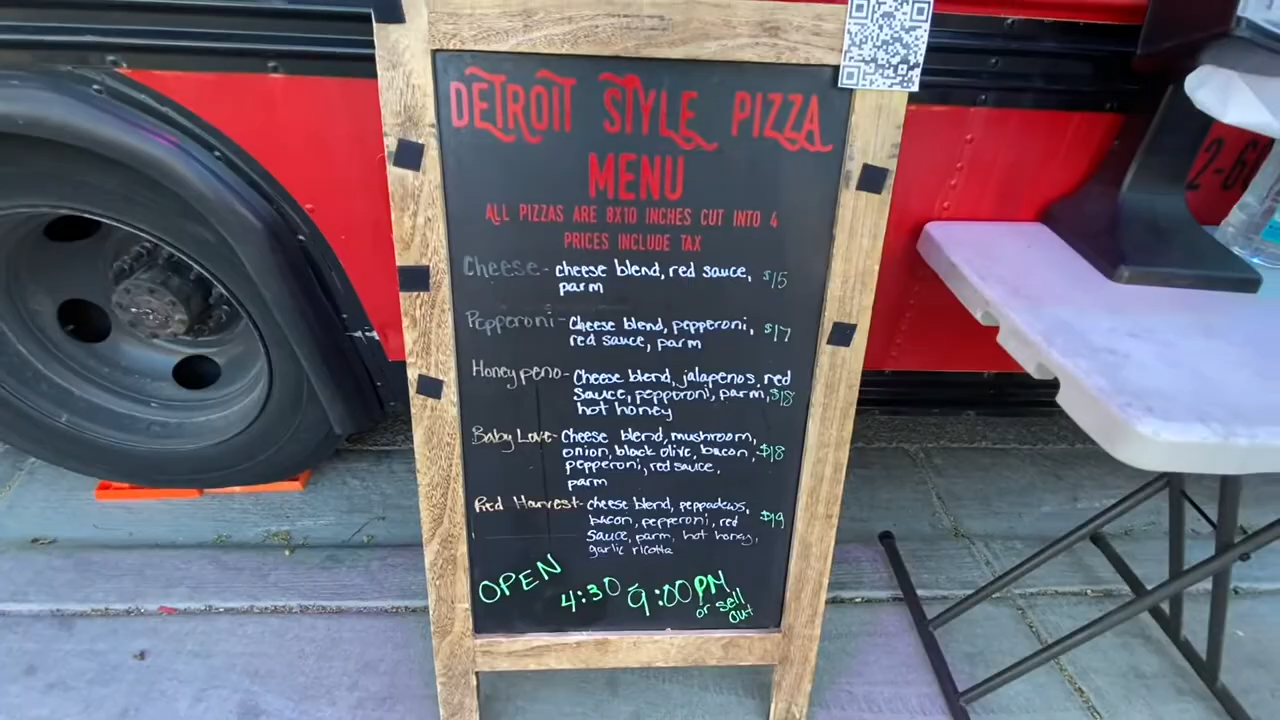 DETROIT STYLE PIZZA
MENU
ALL PIZZAS ARE 8X10 INCHES CUT INTO 4
PRICES INCLUDE TAX
Cheese - cheese blend, red sauce, $15
parm
Pepperoni - Cheese blend, pepperoni, $17
red sauce, parm
Honeypeno - Cheese blend, jalapenos, red
sauce, pepperoni, parm, $18
hot honey
Baby Love - Cheese blend, mushroom,
onion, black olive, bacon, $18
pepperoni, red sauce,
parm
Red Harvest - cheese blend, peppadews,
bacon, pepperoni, red $19
sauce, parm, hot honey,
garlic ricotta
OPEN 4:30 - 9:00 PM
or sell
out